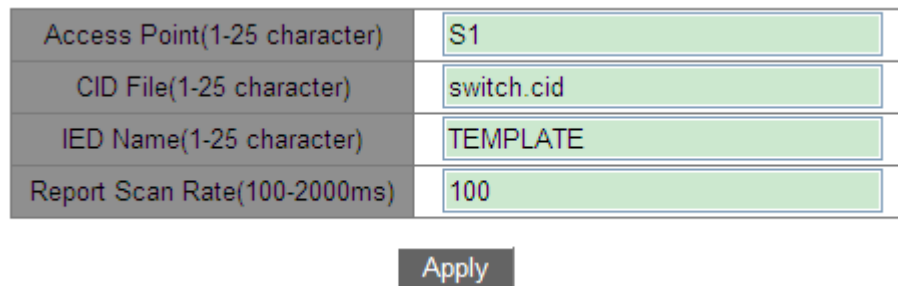 Access Point(1-25 character) S1
CID File(1-25 character) switch.cid
IED Name(1-25 character) TEMPLATE
Report Scan Rate(100-2000ms) 100
Apply